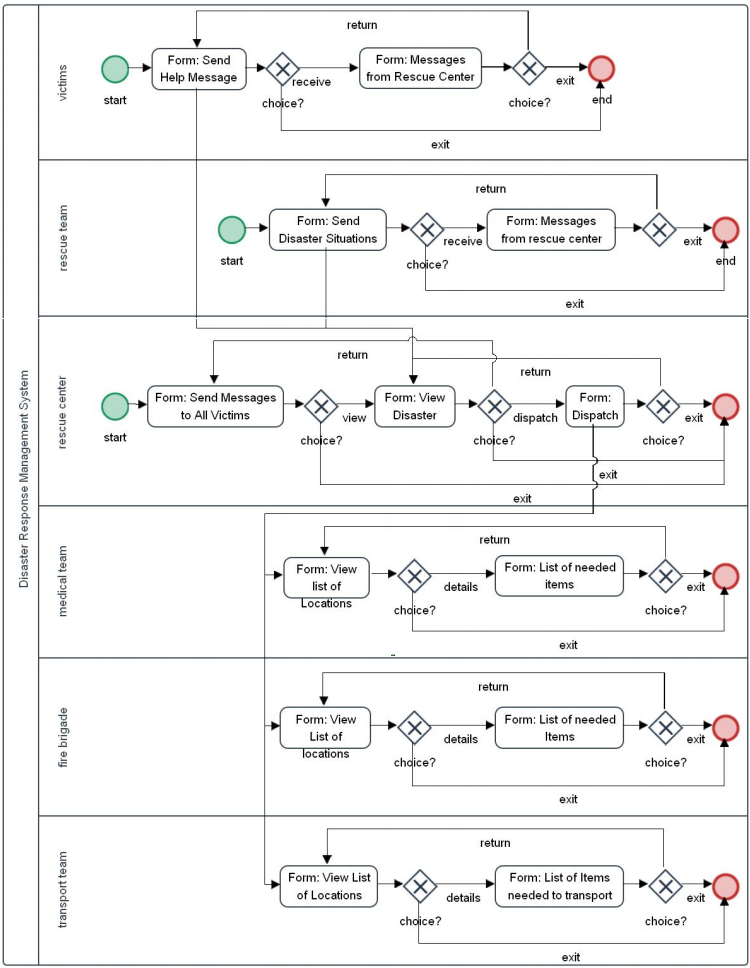 Disaster Response Management System
victims
return
Form: Send
Help Message
receive
Form: Messages
from Rescue Center
exit
start
choice?
choice?
end
exit
rescue team
return
Form: Send
Disaster Situations
receive
Form: Messages
from rescue center
exit
start
choice?
end
exit
rescue center
return
return
Form: Send Messages
to All Victims
view
Form: View
Disaster
dispatch
Form:
Dispatch
exit
start
choice?
choice?
choice?
exit
exit
medical team
return
Form: View
list of
Locations
details
Form: List of needed
items
exit
choice?
choice?
exit
fire brigade
return
Form: View
List of
locations
details
Form: List of needed
Items
exit
choice?
choice?
exit
transport team
return
Form: View List
of Locations
details
Form: List of Items
needed to transport
exit
choice?
choice?
exit